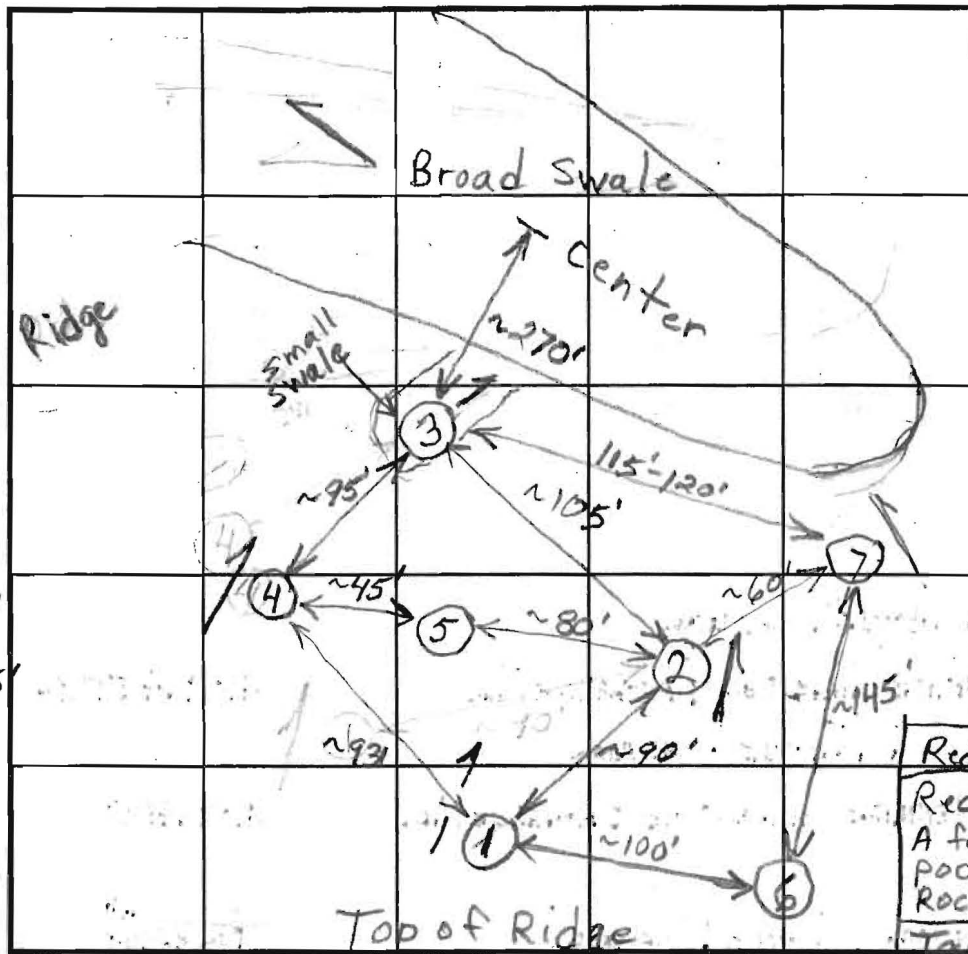 Broad Swale
Center
Ridge
~270'
small
swale
3
115'-120'
~95'
~105'
7
4
~45'
~60'
5
~80'
2
~145'
~93'
~90'
1
~100'
6
Top of Ridge
A